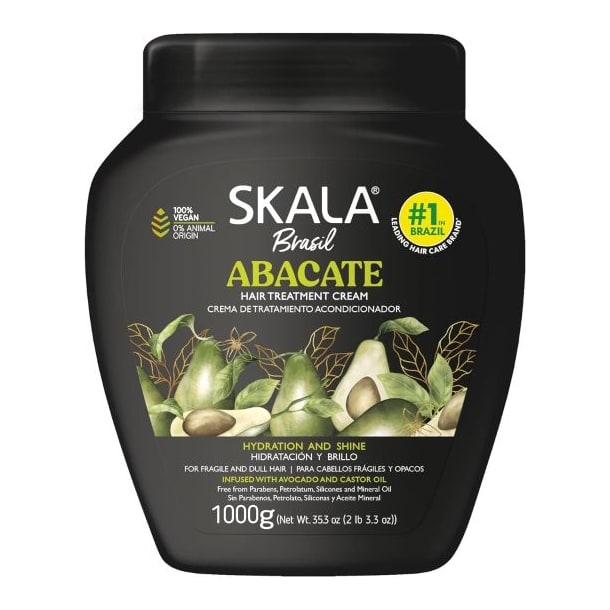 100%
VEGAN
0% ANIMAL
ORIGIN
SKALA®
Brasil
#1 IN
BRAZIL
LEADING HAIR CARE BRAND*
ABACATE
HAIR TREATMENT CREAM
CREMA DE TRATAMIENTO ACONDICIONADOR
HYDRATION AND SHINE
HIDRATACIÓN Y BRILLO
FOR FRAGILE AND DULL HAIR | PARA CABELLOS FRÁGILES Y OPACOS
INFUSED WITH AVOCADO AND CASTOR OIL
Free from Parabens, Petrolatum, Silicones and Mineral Oil
Sin Parabenos, Petrolato, Siliconas y Aceite Mineral
1000g (Net Wt. 35.3 oz (2 lb 3.3 oz))